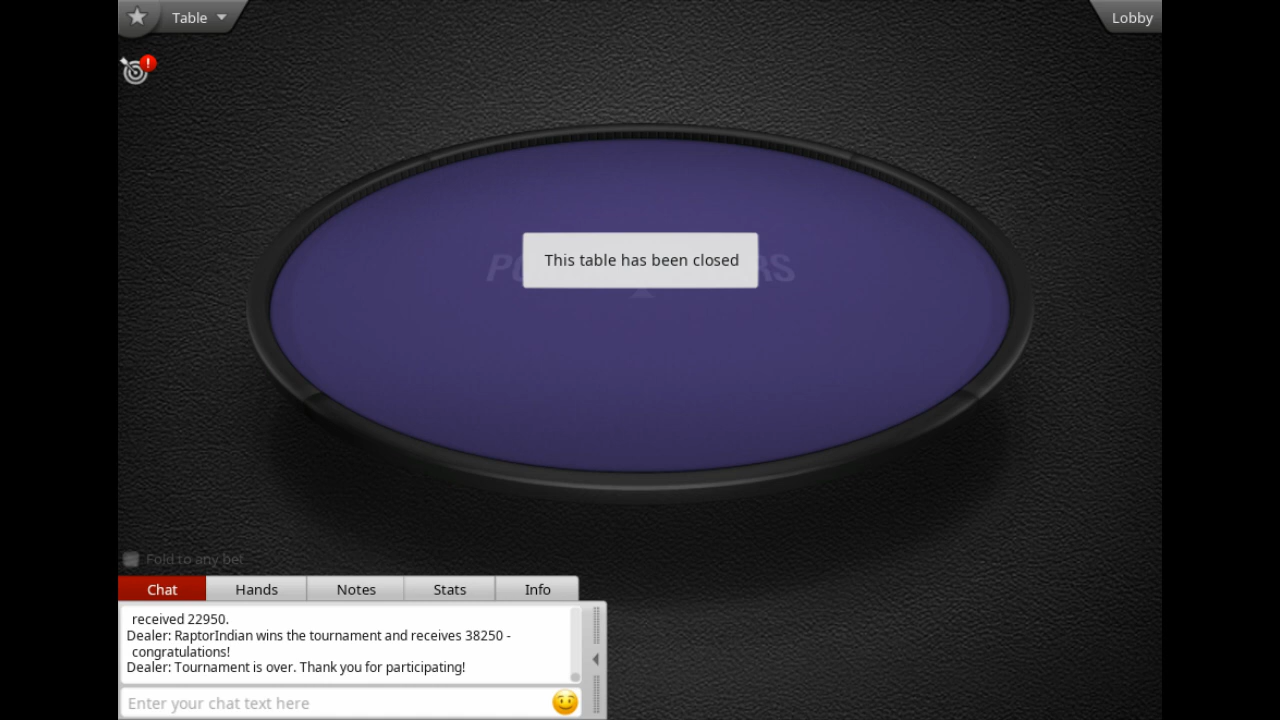 Table
Lobby
This table has been closed
Fold to any bet
Chat
Hands
Notes
Stats
Info
received 22950.
Dealer: RaptorIndian wins the tournament and receives 38250 -
congratulations!
Dealer: Tournament is over. Thank you for participating!
Enter your chat text here